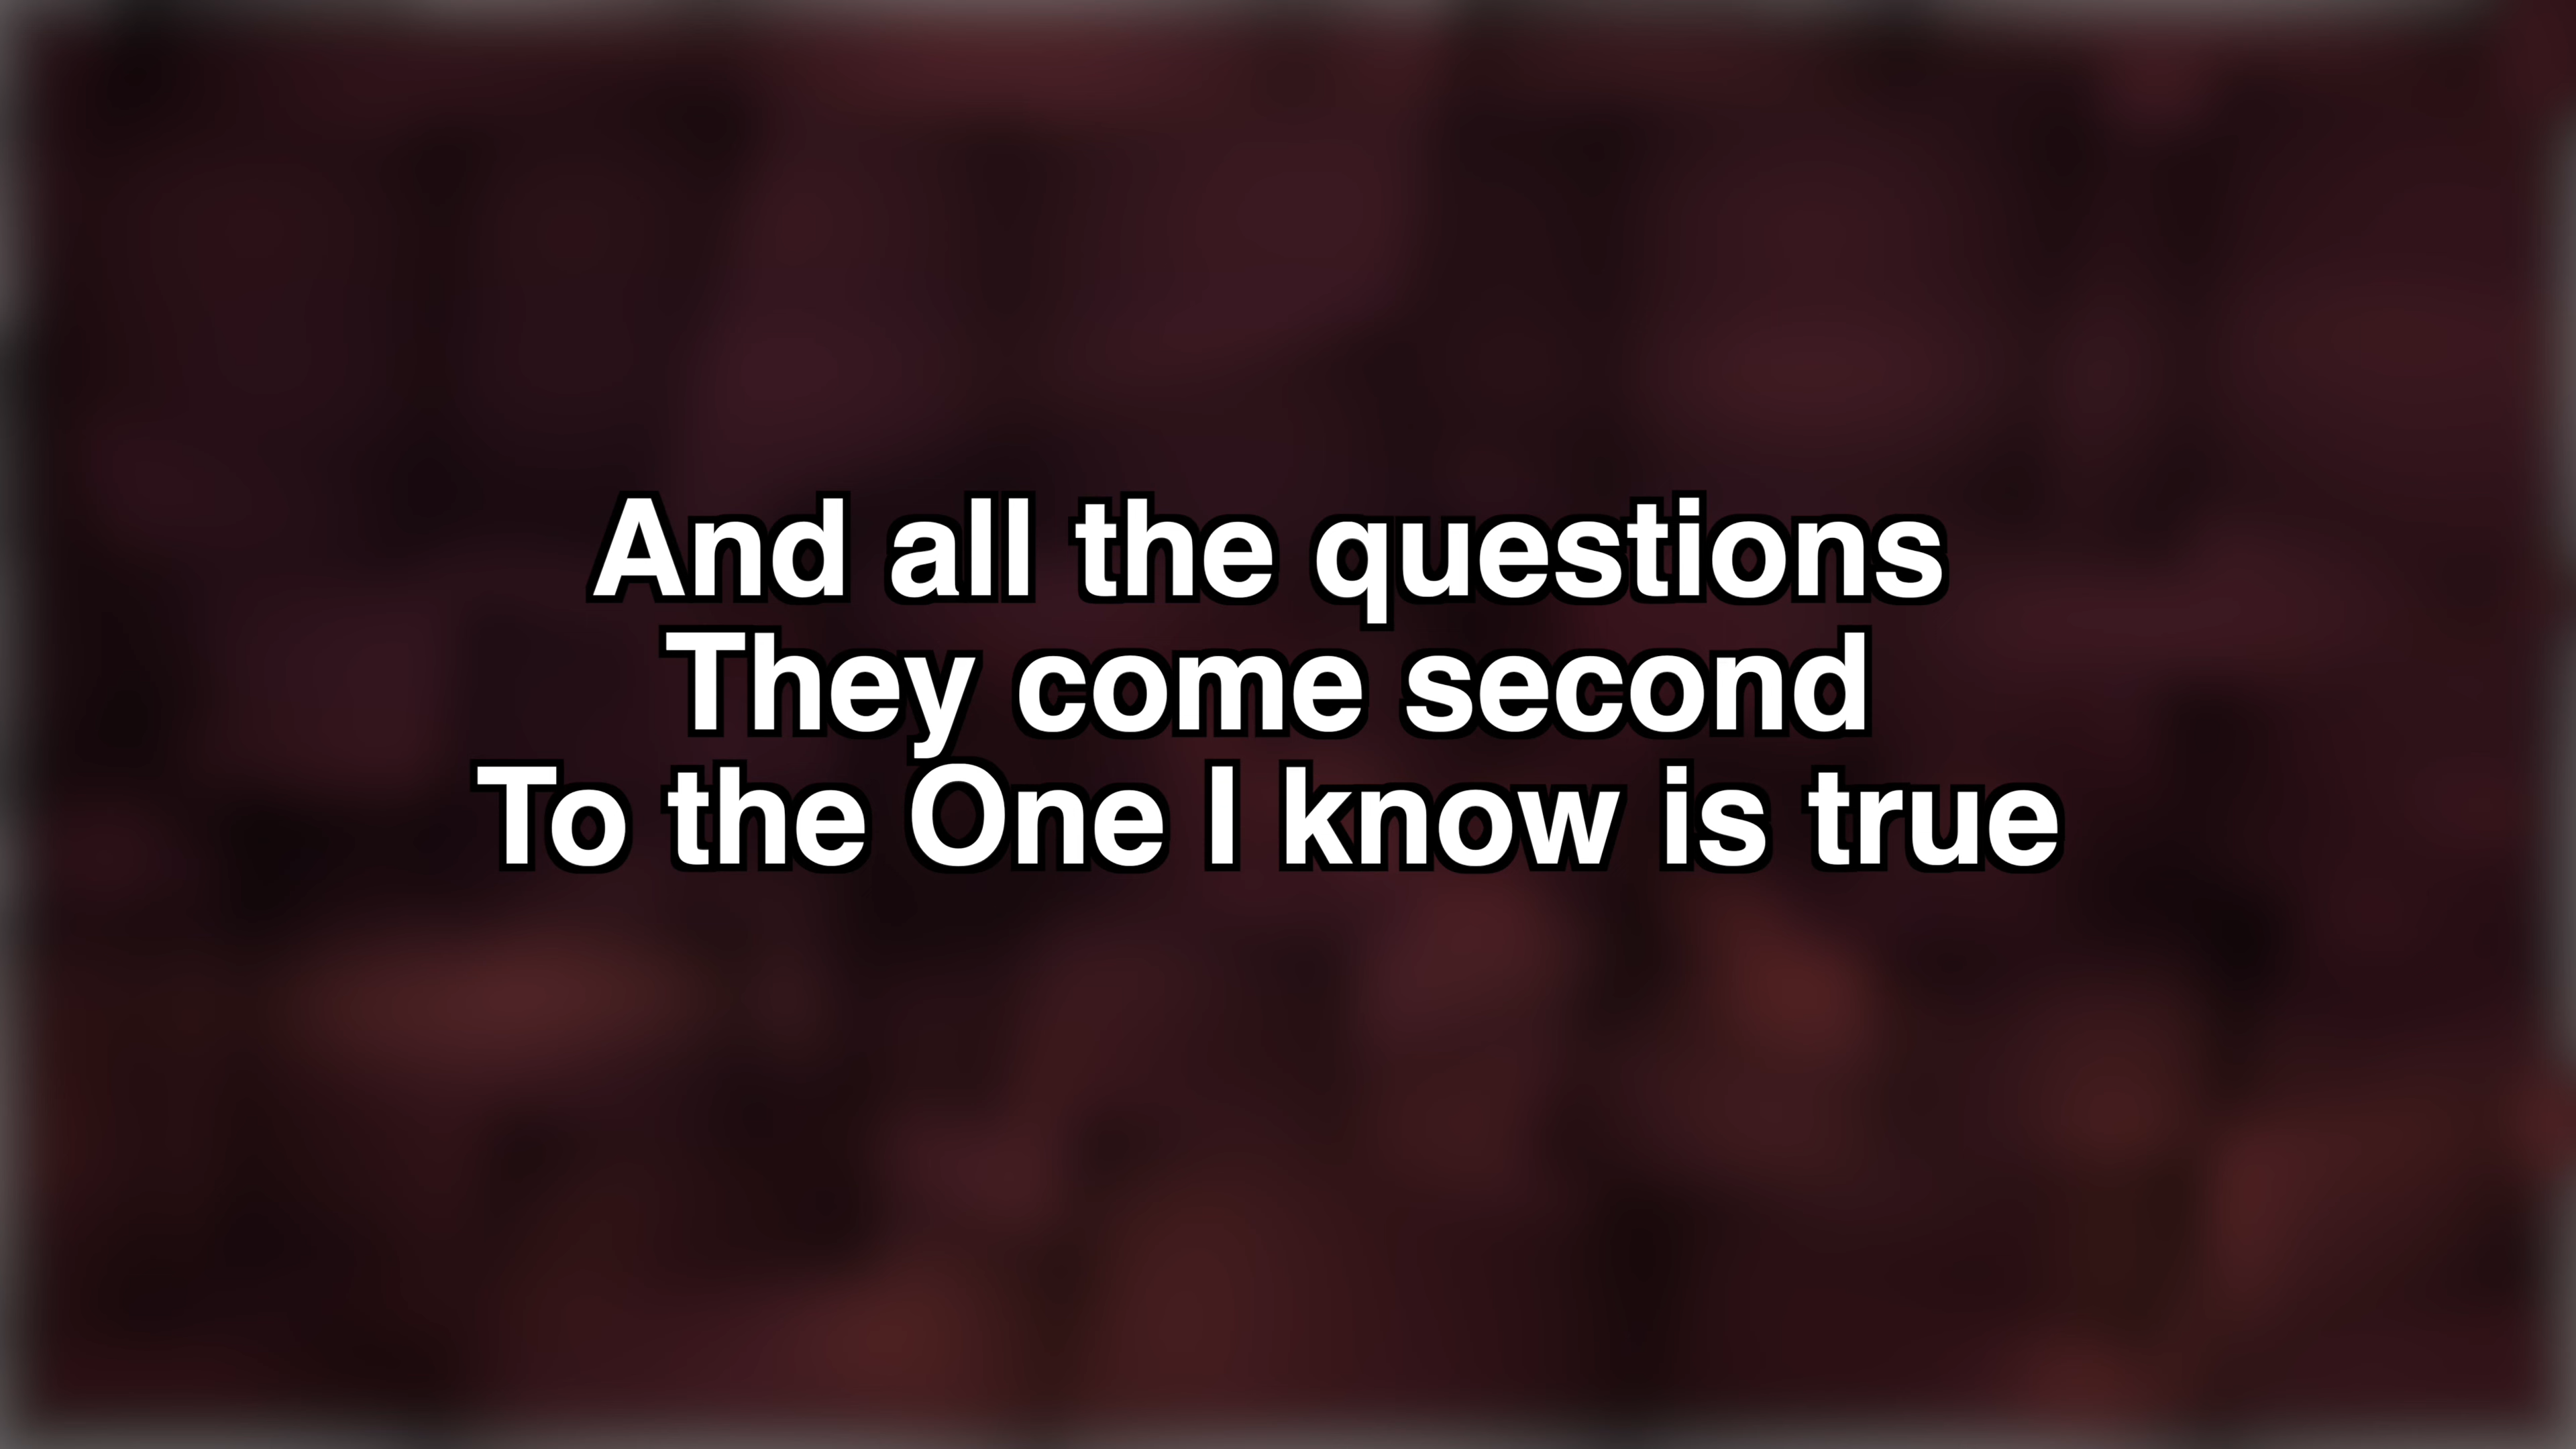 And all the questions
They come second
To the One I know is true